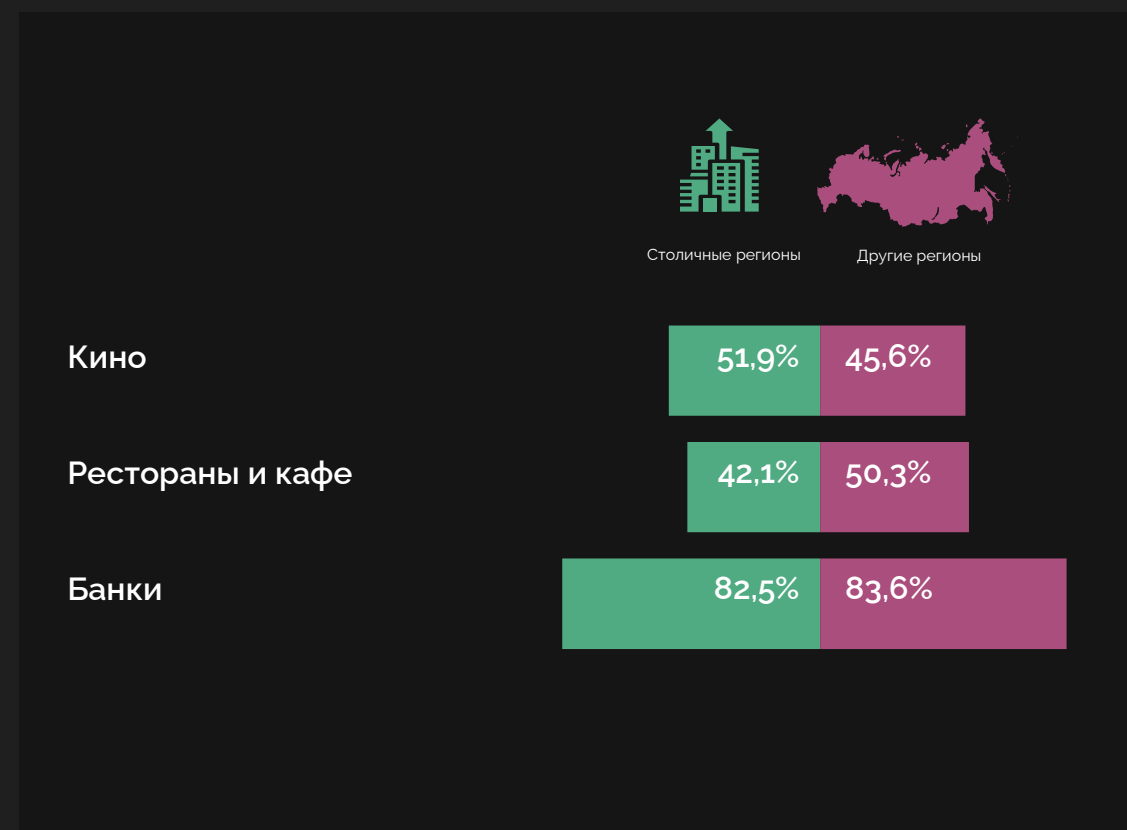 Столичные регионы
Другие регионы
Кино
51,9%
45,6%
Рестораны и кафе
42,1%
50,3%
Банки
82,5%
83,6%